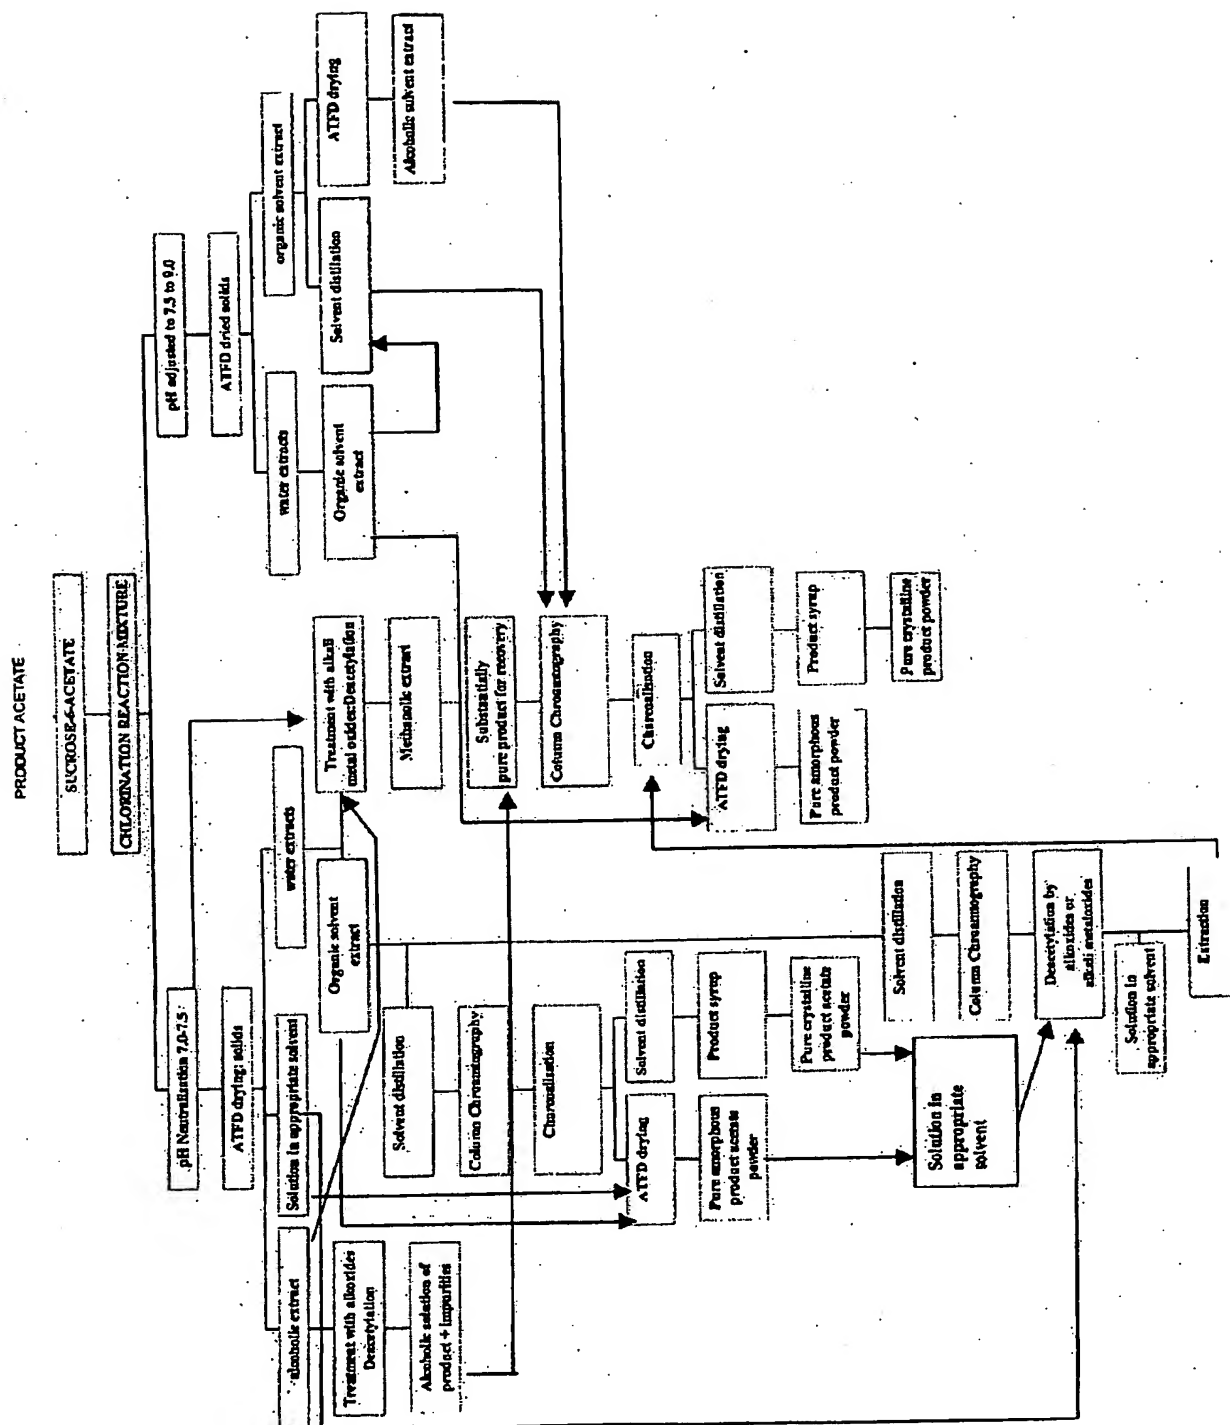 PRODUCT ACETATE
SUCROSE-6-ACETATE
CHLORINATION REACTION-MIXTURE
pH Neutralization 7.0-7.5
ATFD drying: solids
alcoholic extract
Solution in appropriate solvent
water extracts
Treatment with alkoxides
Deacetylation
Alcoholic solution of
product + impurities
Organic solvent
extract
Solvent distillation
Column Chroamtography
Charcoalisation
ATFD drying
Pure amorphous
product acetate
powder
Solvent distillation
Product syrup
Pure crystalline
product acetate
powder
Solution in
appropriate
solvent
Solvent distillation
Column Chroamtography
Deacetylation by
alkoxides or
alkali metaloxides
Solution in
appropriate solvent
Extraction
Treatment with alkali
metal oxides:Deacetylation
Methanolic extract
Substantially
pure product for recovery
Column Chroamtography
Charcoalisation
ATFD drying
Pure amorphous
product powder
Solvent distillation
Product syrup
Pure crystalline
product powder
pH adjusted to 7.5 to 9.0
ATFD dried solids
water extracts
Organic solvent
extract
organic solvent extract
Solvent distillation
ATFD drying
Alcoholic solvent extract